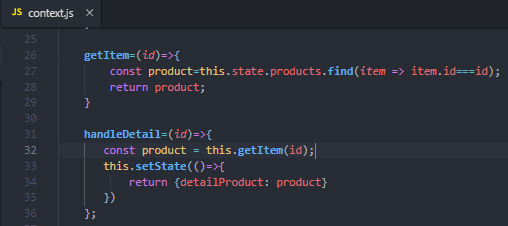 JS context.js ×
25
26 getItem=(id)=>{
27 const product=this.state.products.find(item => item.id===id);
28 return product;
29 }
30
31 handleDetail=(id)=>{
32 const product = this.getItem(id);
33 this.setState(()=>{
34 return {detailProduct: product}
35 })
36 };